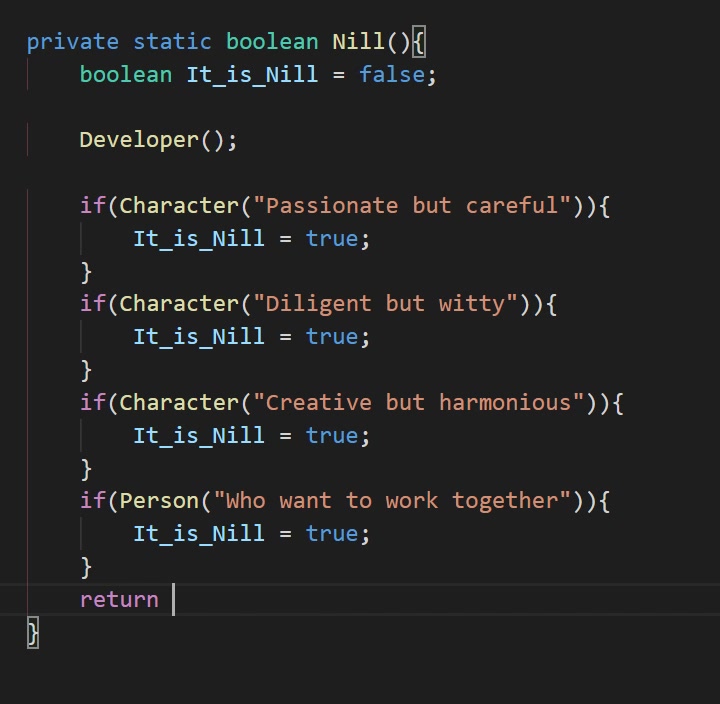 private static boolean Nill(){
    boolean It_is_Nill = false;

    Developer();

    if(Character("Passionate but careful")){
        It_is_Nill = true;
    }
    if(Character("Diligent but witty")){
        It_is_Nill = true;
    }
    if(Character("Creative but harmonious")){
        It_is_Nill = true;
    }
    if(Person("Who want to work together")){
        It_is_Nill = true;
    }
    return
}